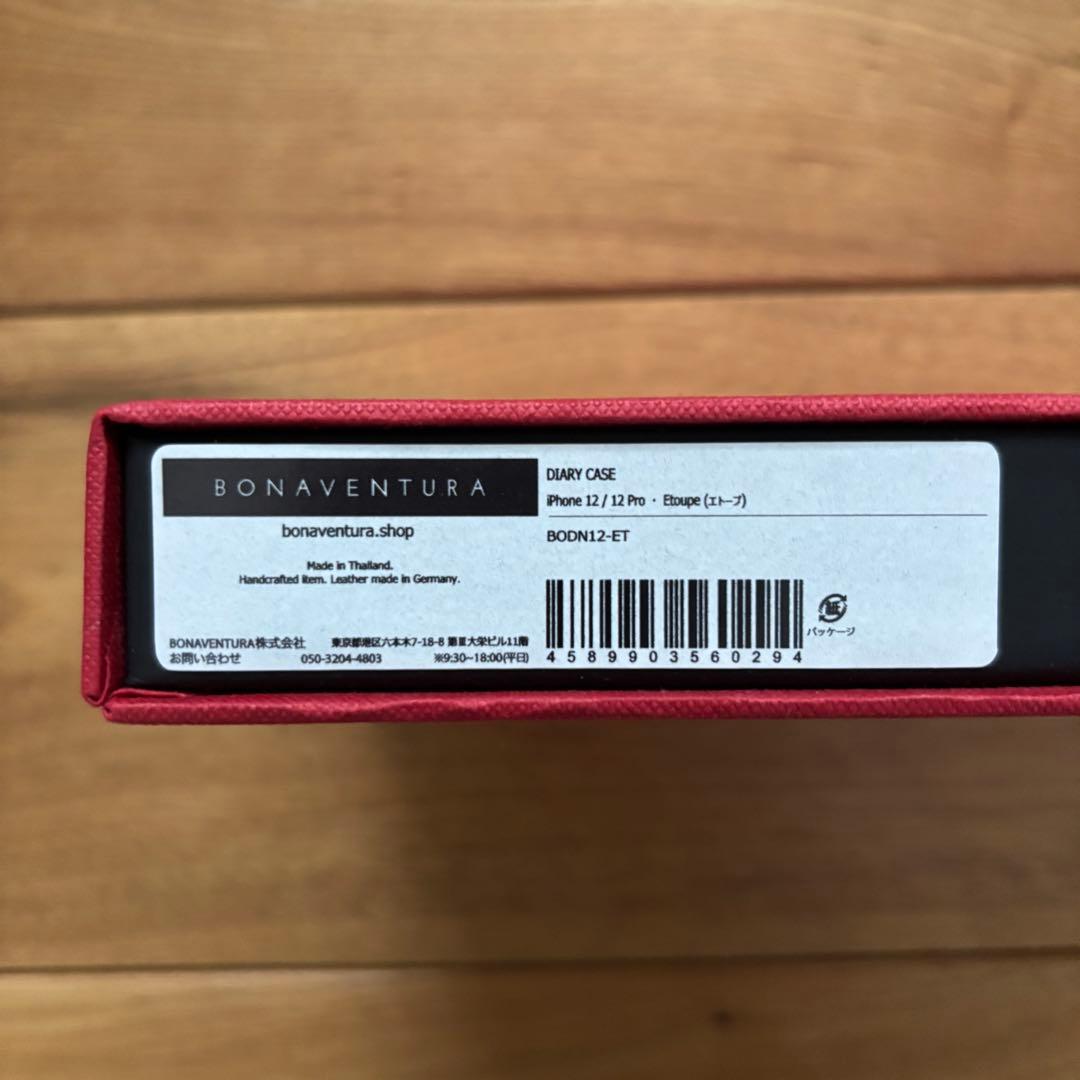 BONAVENTURA
bonaventura.shop
Made in Thailand.
Handcrafted item. Leather made in Germany.
BONAVENTURA株式会社 東京都港区六本木7-18-8 第Ⅲ大栄ビル11階
お問い合わせ 050-3204-4803 ※9:30~18:00(平日)
DIARY CASE
iPhone 12 / 12 Pro ・ Etoupe (エトープ)
BODN12-ET
4589903560294
紙
パッケージ